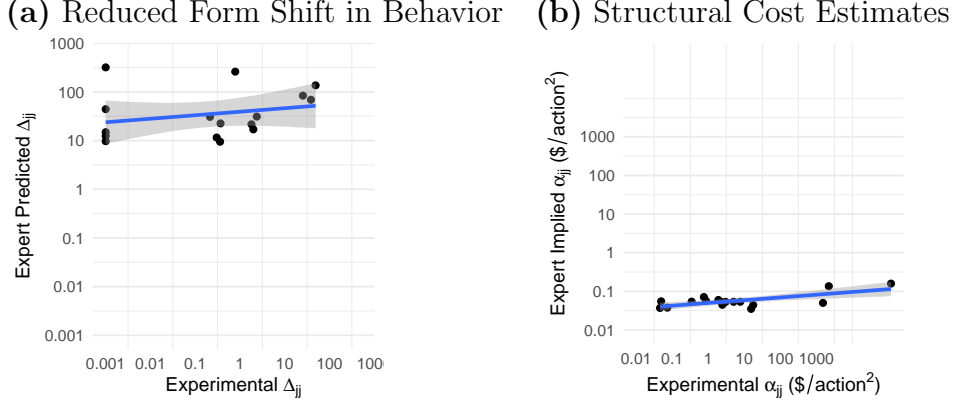 (a) Reduced Form Shift in Behavior
1000
100
10
1
0.1
0.01
0.001
Expert Predicted Δjj
0.001 0.1 0.1 1 10 100 1000
Experimental Δjj
(b) Structural Cost Estimates
1000
100
10
1
0.1
0.01
Expert Implied αjj ($/action²)
0.01 0.1 1 10 100 1000
Experimental αjj ($/action²)